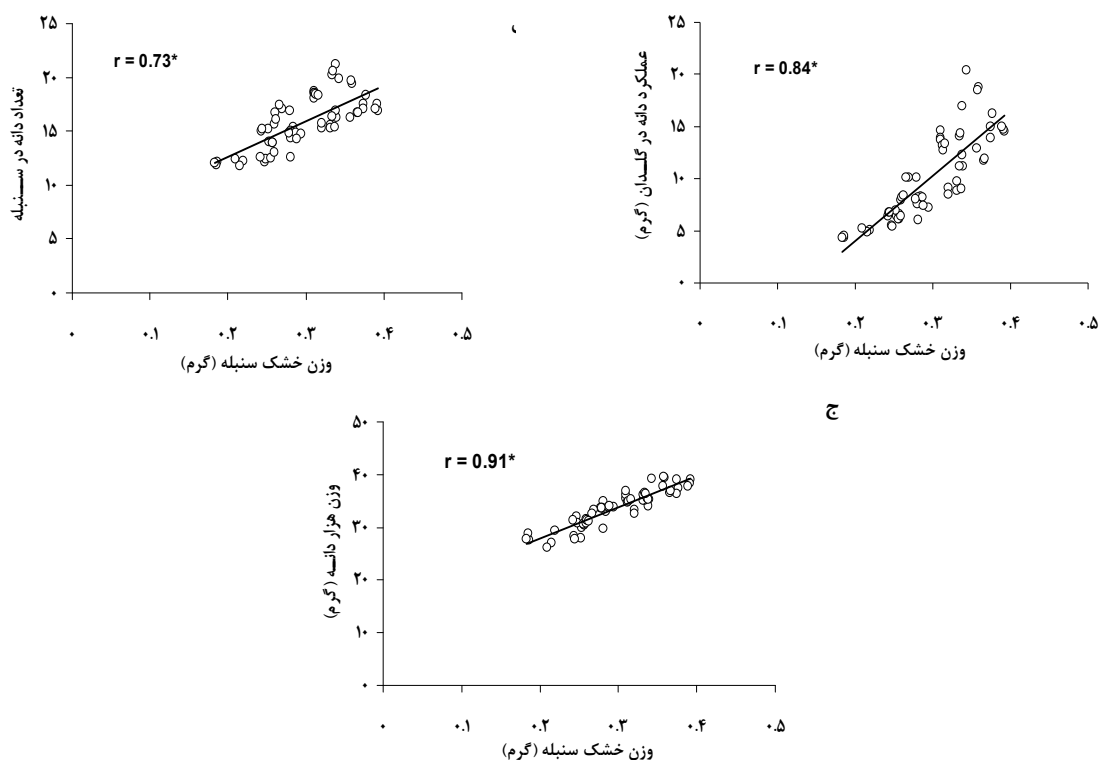 عملکرد دانه در گلدان (گرم)
۲۵
۲۰
۱۵
۱۰
۵
۰
r = 0.84*
۰ ۰.۱ ۰.۲ ۰.۳ ۰.۴ ۰.۵
وزن خشک سنبله (گرم)
تعداد دانه در سنبله
۲۵
۲۰
۱۵
۱۰
۵
۰
r = 0.73*
۰ ۰.۱ ۰.۲ ۰.۳ ۰.۴ ۰.۵
وزن خشک سنبله (گرم)
ج
وزن هزار دانه (گرم)
۵۰
۴۰
۳۰
۲۰
۱۰
۰
r = 0.91*
۰ ۰.۱ ۰.۲ ۰.۳ ۰.۴ ۰.۵
وزن خشک سنبله (گرم)